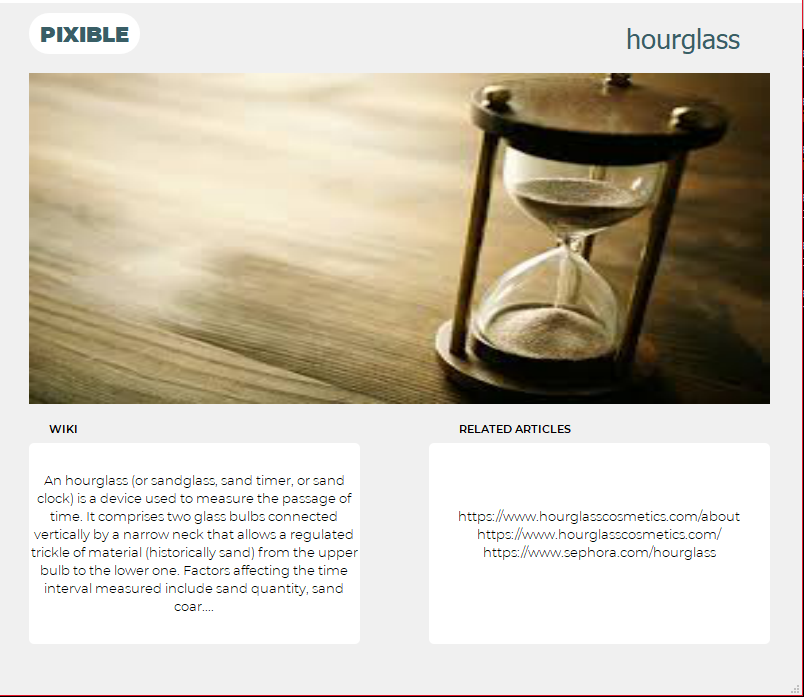 PIXIBLE
hourglass
WIKI
An hourglass (or sandglass, sand timer, or sand
clock) is a device used to measure the passage of
time. It comprises two glass bulbs connected
vertically by a narrow neck that allows a regulated
trickle of material (historically sand) from the upper
bulb to the lower one. Factors affecting the time
interval measured include sand quantity, sand
coar....
RELATED ARTICLES
https://www.hourglasscosmetics.com/about
https://www.hourglasscosmetics.com/
https://www.sephora.com/hourglass